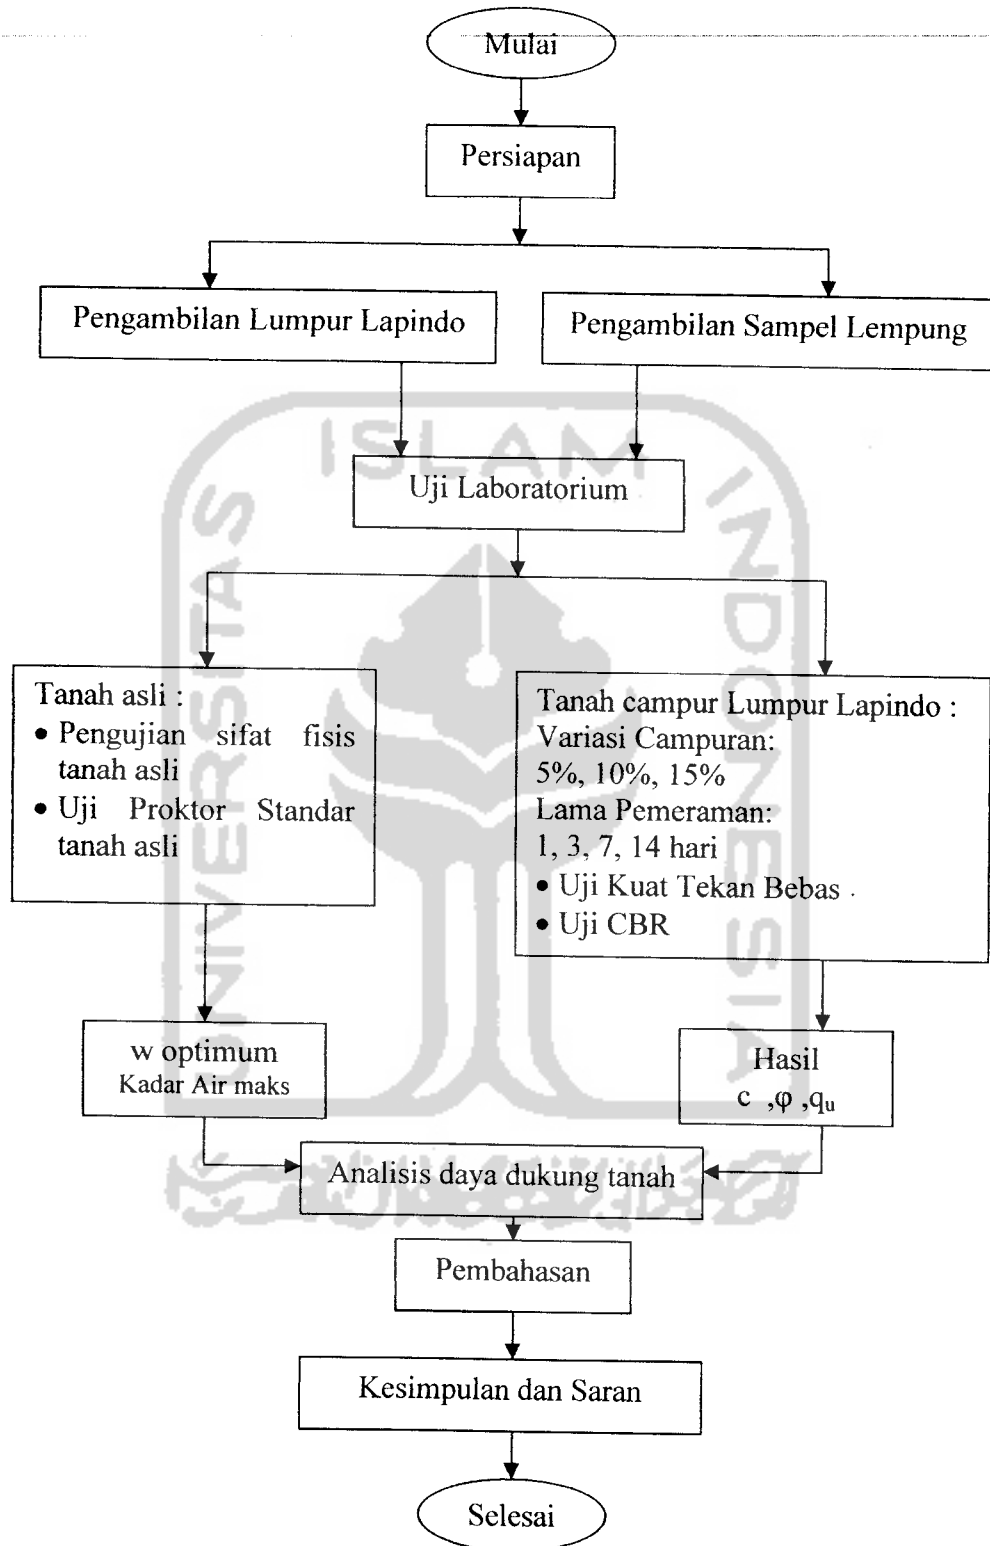 Mulai
Persiapan
Pengambilan Lumpur Lapindo
Pengambilan Sampel Lempung
ISLAM
UNIVERSITAS
INDONESIA
Uji Laboratorium
Tanah asli :
• Pengujian sifat fisis
tanah asli
• Uji Proktor Standar
tanah asli
Tanah campur Lumpur Lapindo :
Variasi Campuran:
5%, 10%, 15%
Lama Pemeraman:
1, 3, 7, 14 hari
• Uji Kuat Tekan Bebas
• Uji CBR
w optimum
Kadar Air maks
Hasil
c ,φ ,qu
Analisis daya dukung tanah
Pembahasan
Kesimpulan dan Saran
Selesai